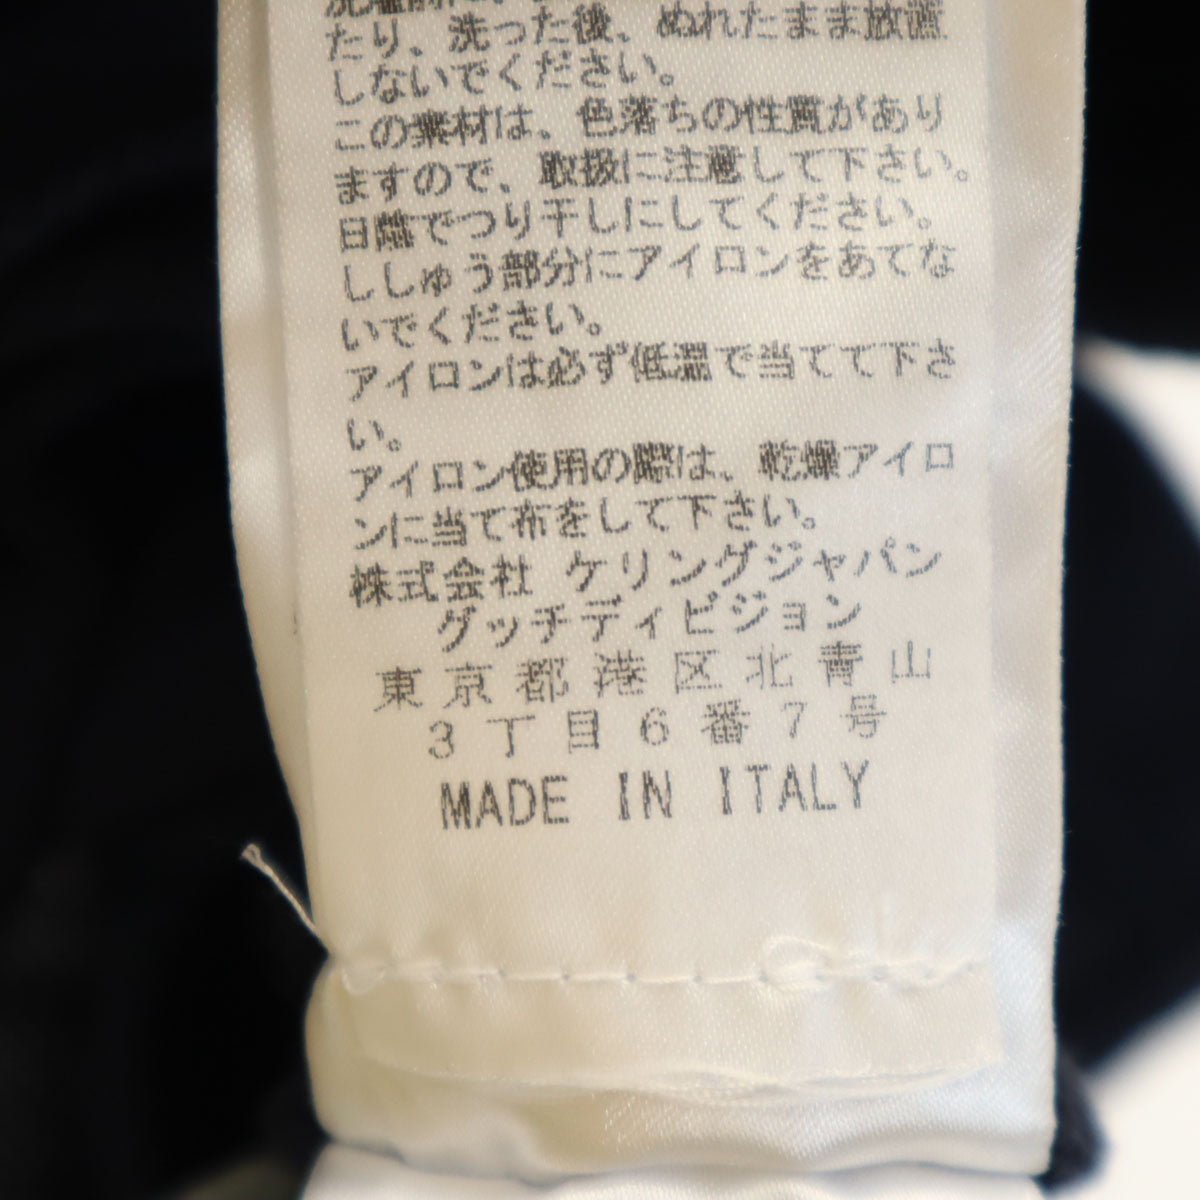 たり、洗った後、ぬれたまま放置
しないでください。
この素材は、色落ちの性質があり
ますので、取扱に注意して下さい。
日陰でつり干しにしてください。
ししゅう部分にアイロンをあてな
いでください。
アイロンは必ず低温で当てて下さ
い。
アイロン使用の際は、乾燥アイロ
ンに当て布をして下さい。
株式会社 ケリングジャパン
グッチディビジョン
東京都港区北青山
3丁目6番7号
MADE IN ITALY